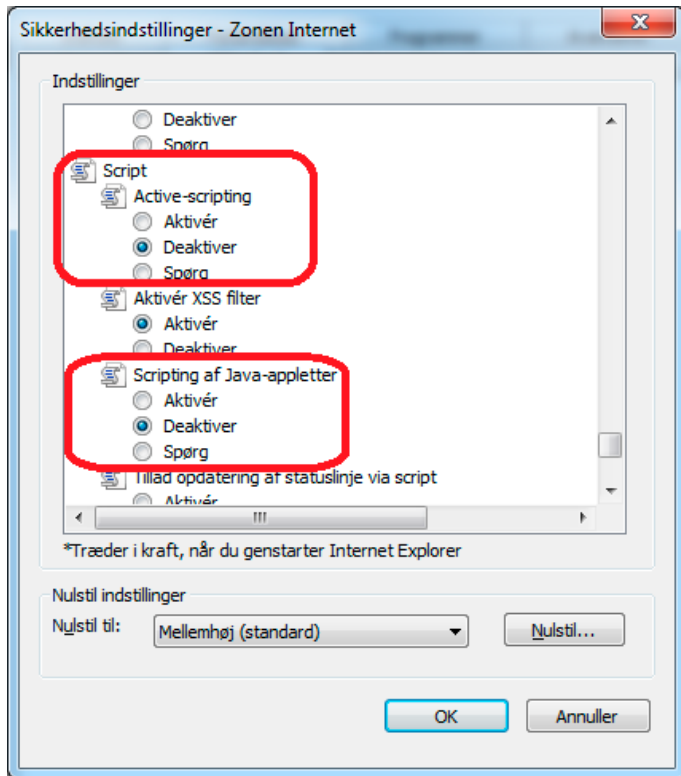 Sikkerhedsindstillinger - Zonen Internet
Indstillinger
Deaktiver
Spørg
Script
Active-scripting
Aktivér
Deaktiver
Spørg
Aktivér XSS filter
Aktivér
Deaktiver
Scripting af Java-appletter
Aktivér
Deaktiver
Spørg
Tillad opdatering af statuslinje via script
Aktivér
*Træder i kraft, når du genstarter Internet Explorer
Nulstil indstillinger
Nulstil til:
Mellemhøj (standard)
Nulstil...
OK
Annuller